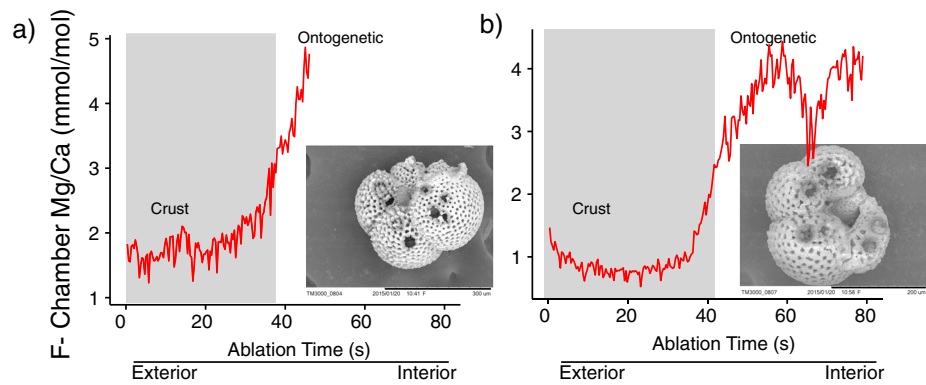 a)
F- Chamber Mg/Ca (mmol/mol)
5
4
3
2
1
Ontogenetic
Crust
TM3000_0804 2015/01/20 10:41 F 300 um
0 20 40 60 80
Ablation Time (s)
Exterior Interior
b)
4
3
2
1
Ontogenetic
Crust
TM3000_0807 2015/01/20 10:58 F 200 um
0 20 40 60 80
Ablation Time (s)
Exterior Interior